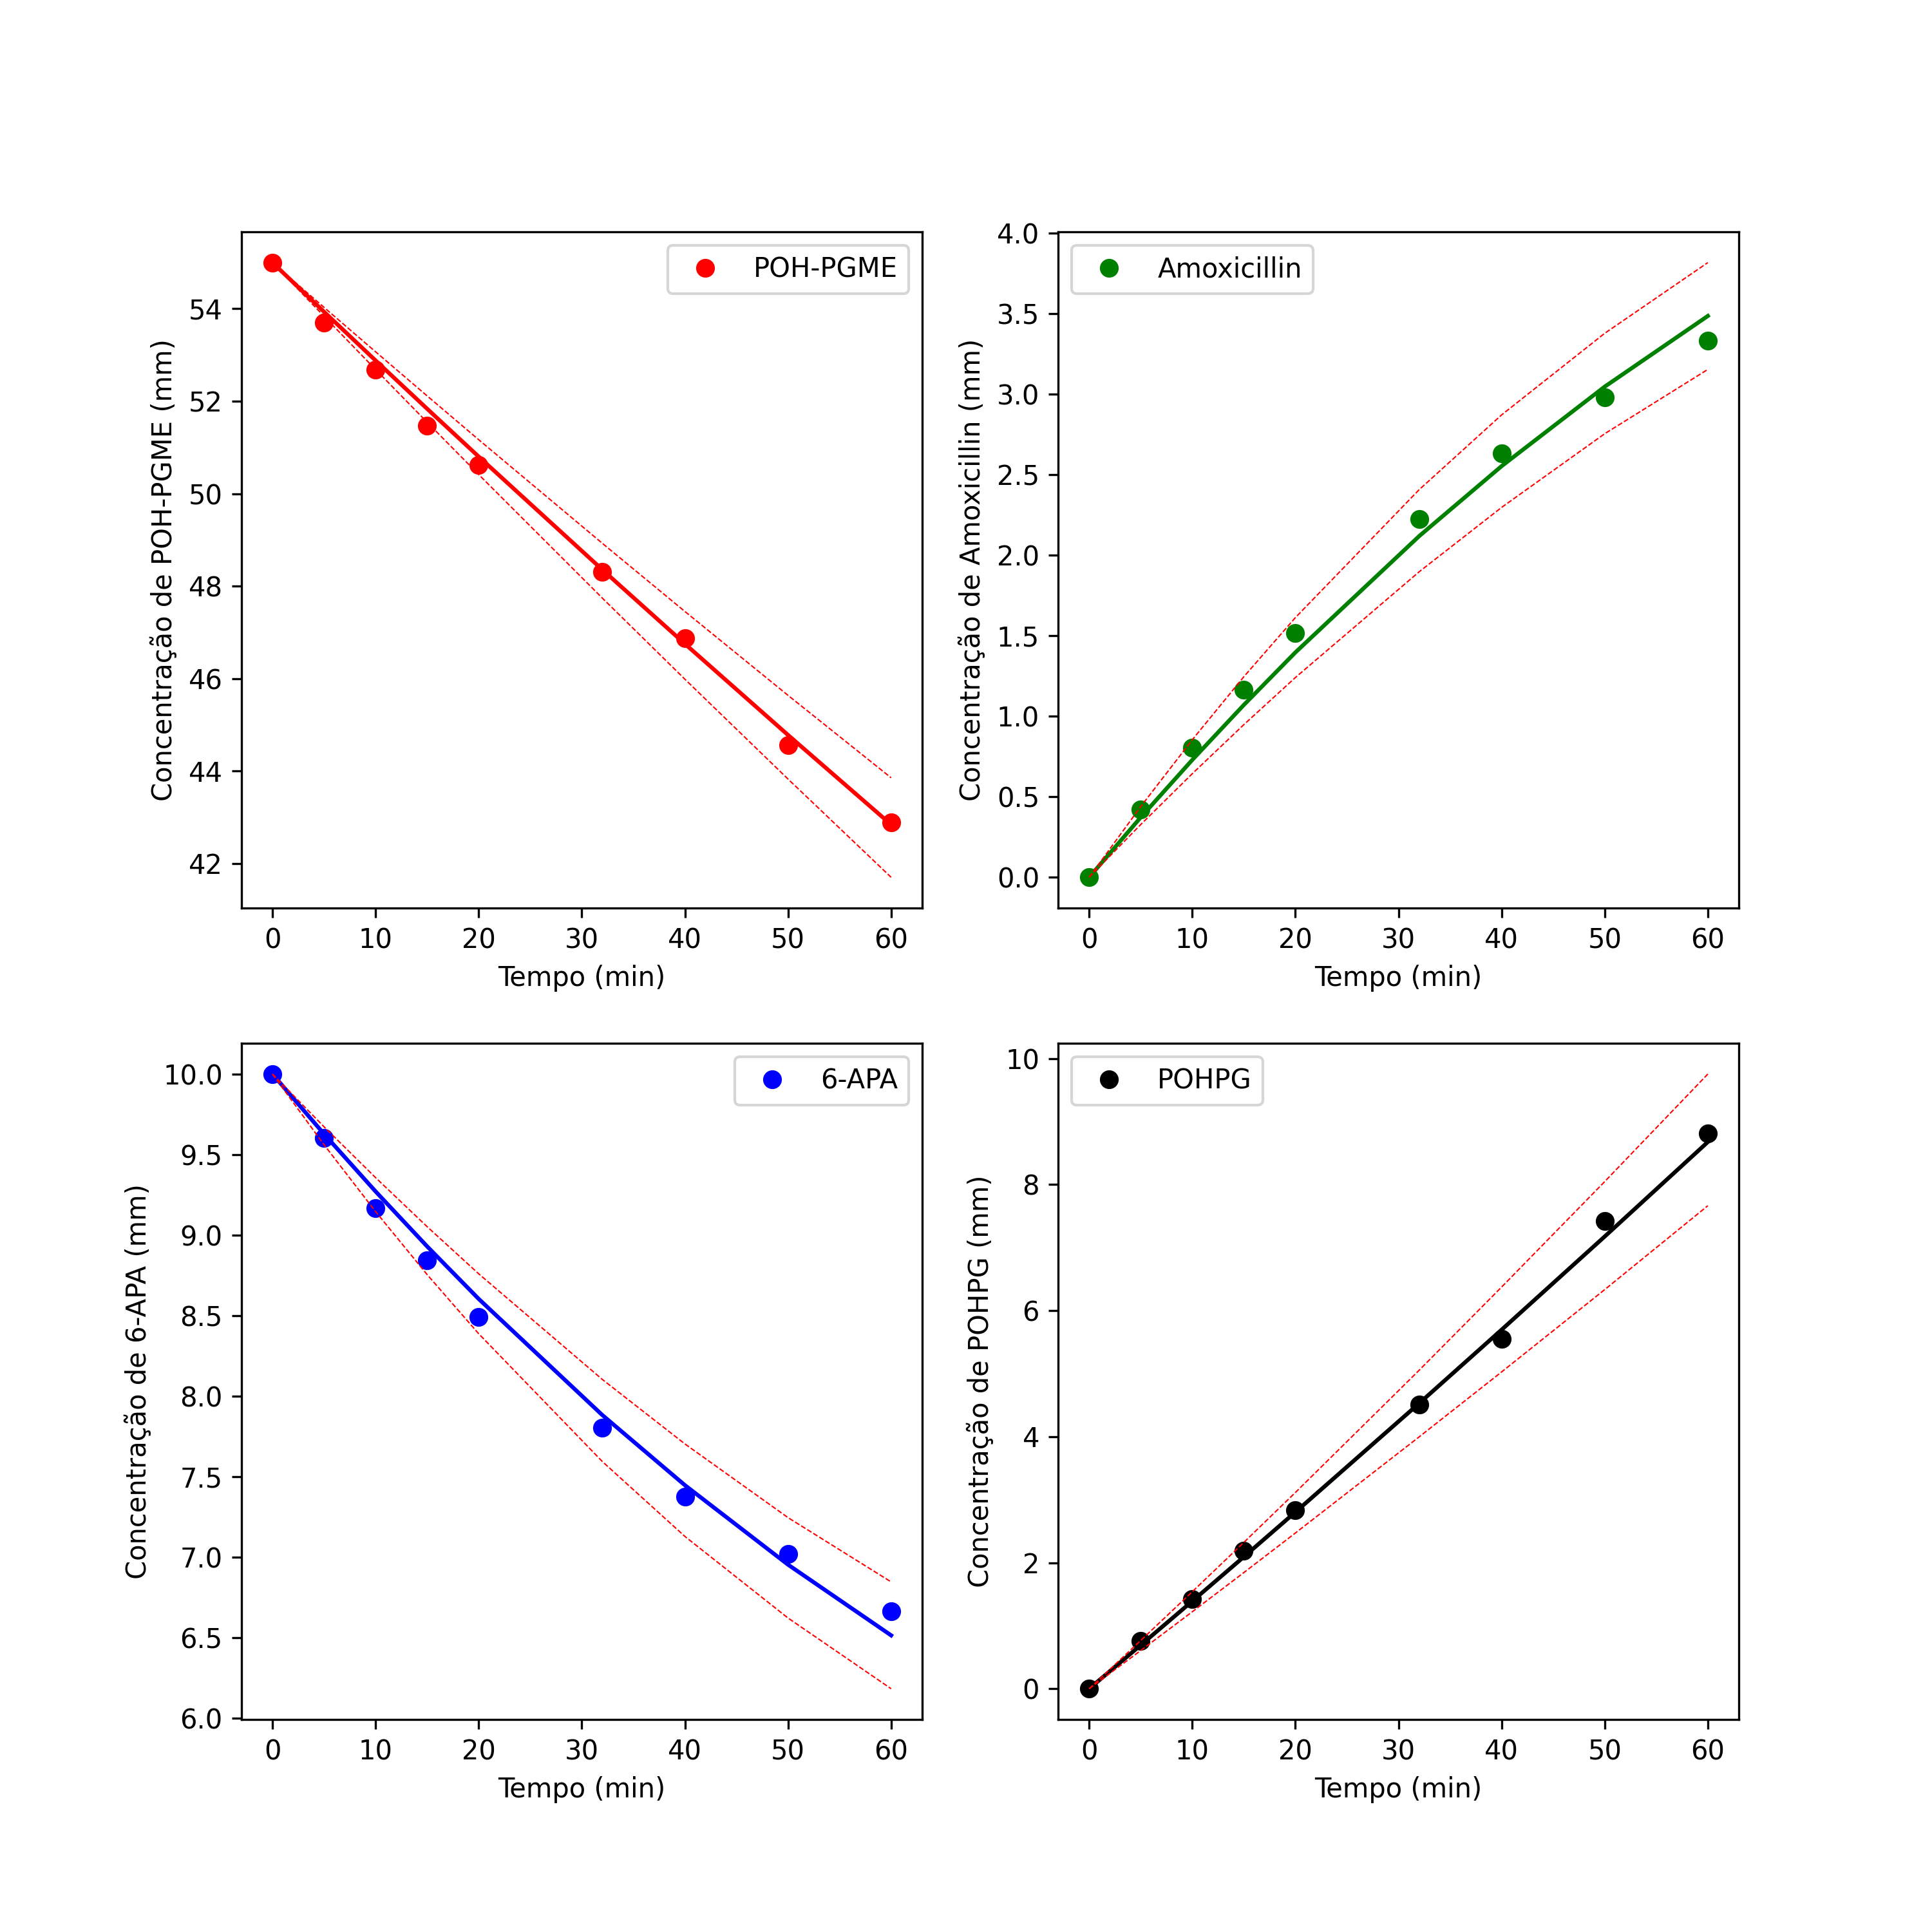 POH-PGME
54
52
50
48
46
44
42
Concentração de POH-PGME (mm)
0 10 20 30 40 50 60
Tempo (min)
Amoxicillin
4.0
3.5
3.0
2.5
2.0
1.5
1.0
0.5
0.0
Concentração de Amoxicillin (mm)
0 10 20 30 40 50 60
Tempo (min)
6-APA
10.0
9.5
9.0
8.5
8.0
7.5
7.0
6.5
6.0
Concentração de 6-APA (mm)
0 10 20 30 40 50 60
Tempo (min)
POHPG
10
8
6
4
2
0
Concentração de POHPG (mm)
0 10 20 30 40 50 60
Tempo (min)